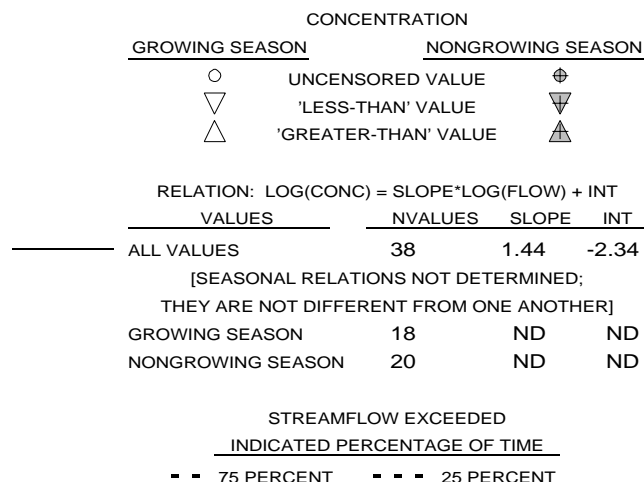 CONCENTRATION
GROWING SEASON NONGROWING SEASON
UNCENSORED VALUE
'LESS-THAN' VALUE
'GREATER-THAN' VALUE
RELATION: LOG(CONC) = SLOPE*LOG(FLOW) + INT
VALUES NVALUES SLOPE INT
ALL VALUES 38 1.44 -2.34
[SEASONAL RELATIONS NOT DETERMINED;
THEY ARE NOT DIFFERENT FROM ONE ANOTHER]
GROWING SEASON 18 ND ND
NONGROWING SEASON 20 ND ND
STREAMFLOW EXCEEDED
INDICATED PERCENTAGE OF TIME
75 PERCENT 25 PERCENT